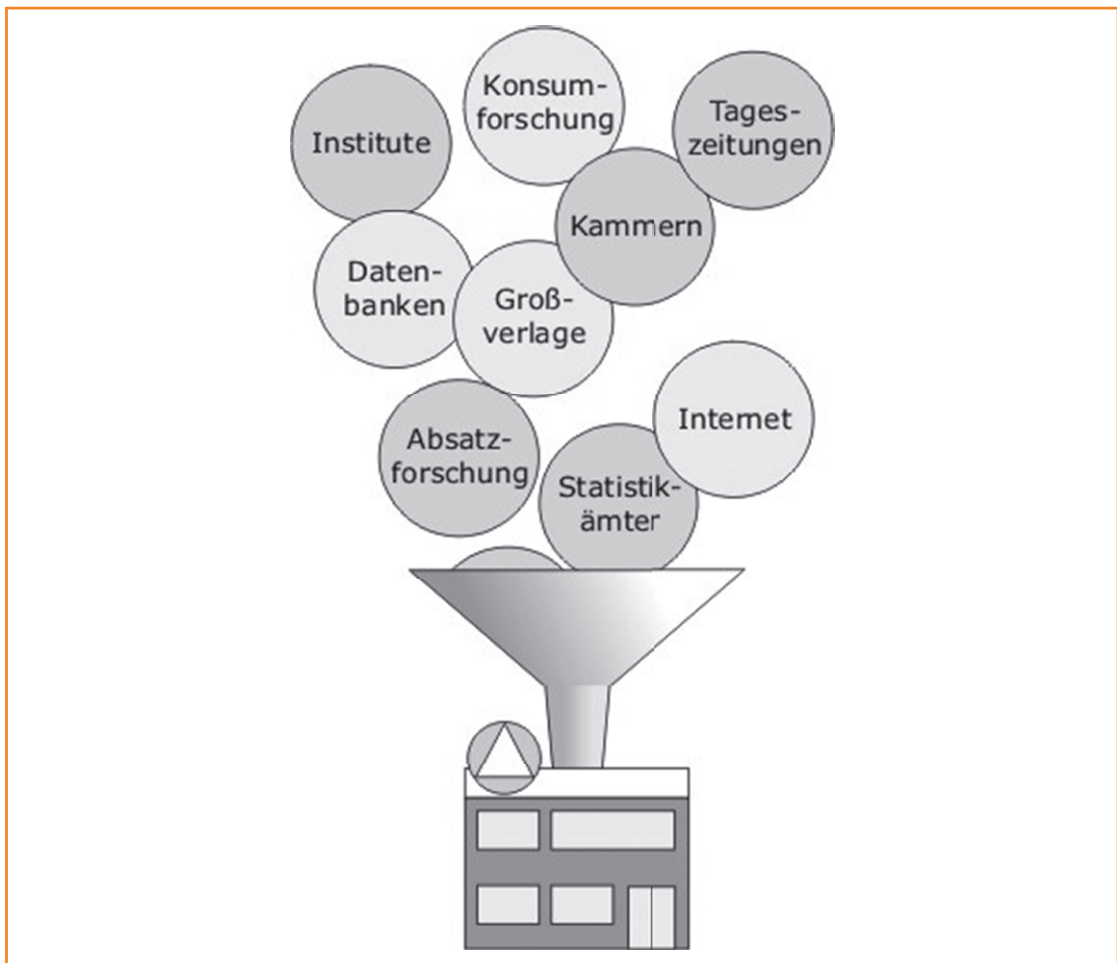 Konsum-
forschung
Tages-
zeitungen
Institute
Kammern
Daten-
banken
Groß-
verlage
Internet
Absatz-
forschung
Statistik-
ämter